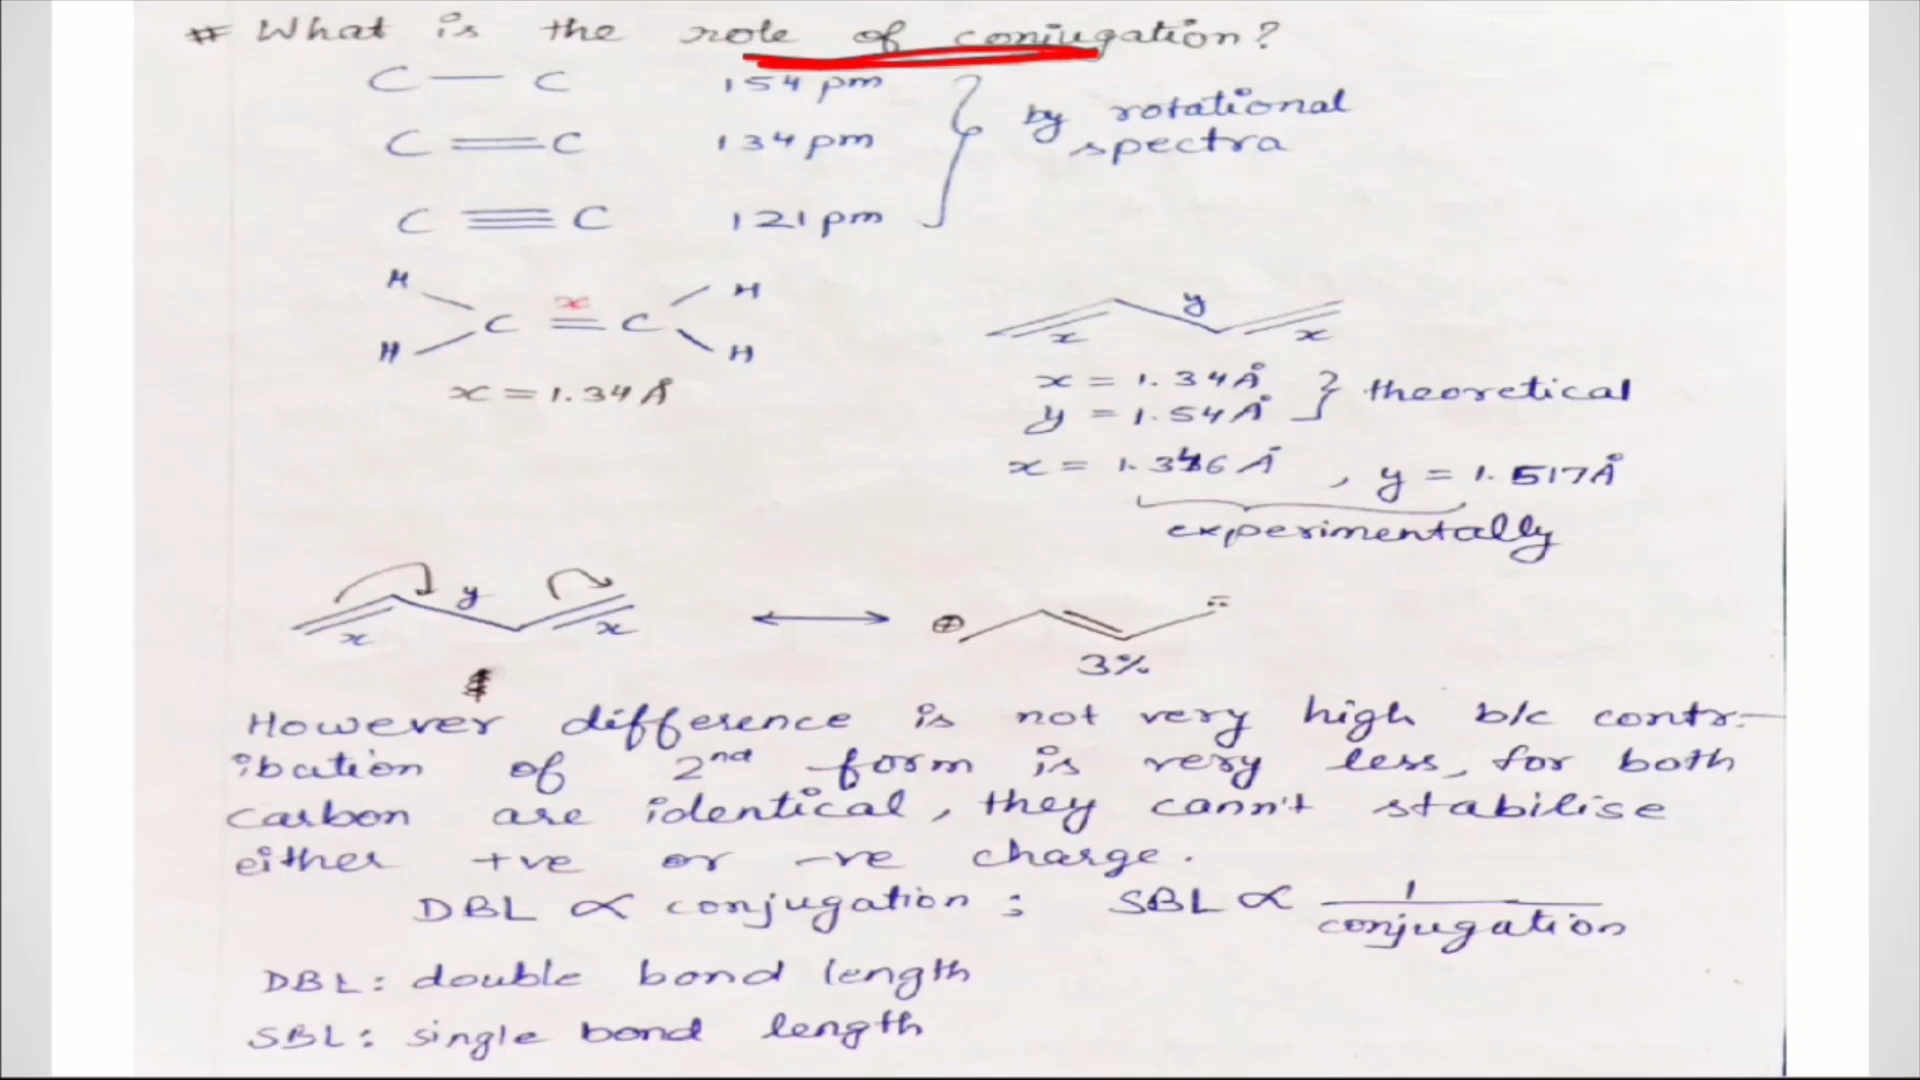 # What is the role of conjugation?
C — C 154 pm
C = C 134 pm
C ≡ C 121 pm
by rotational
spectra
H H
C = C
x
H H
x = 1.34 Å
y
x x
x = 1.34 Å
y = 1.54 Å
theoretical
x = 1.346 Å , y = 1.517 Å
experimentally
y
x x
⊕
3%
However difference is not very high b/c contr-
ibution of 2nd form is very less, for both
carbon are identical, they cann't stabilise
either +ve or -ve charge.
DBL ∝ conjugation ; SBL ∝ 1/conjugation
DBL : double bond length
SBL : single bond length